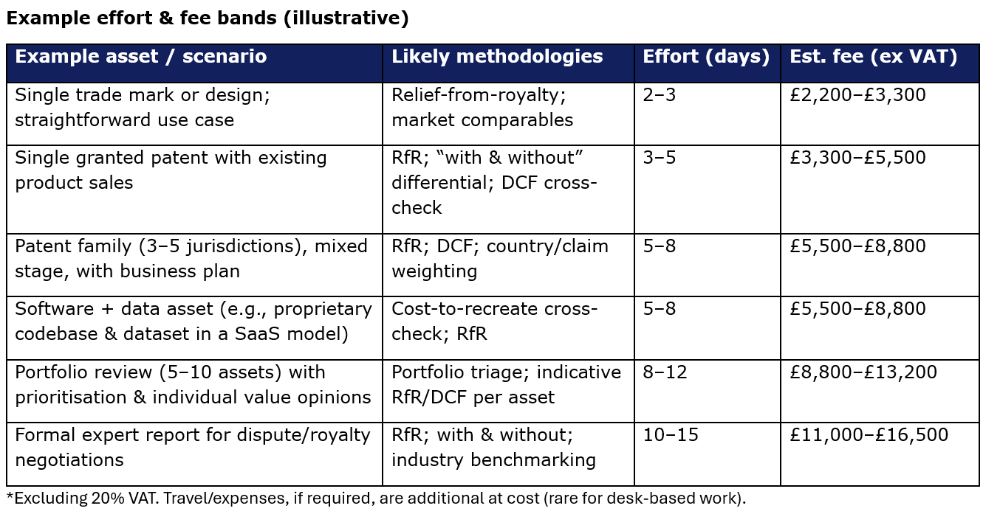 Example effort & fee bands (illustrative)
Example asset / scenario Likely methodologies Effort (days) Est. fee (ex VAT)
Single trade mark or design; Relief-from-royalty; 2–3 £2,200–£3,300
straightforward use case market comparables
Single granted patent with existing RfR; “with & without” 3–5 £3,300–£5,500
product sales differential; DCF cross-
check
Patent family (3–5 jurisdictions), mixed RfR; DCF; country/claim 5–8 £5,500–£8,800
stage, with business plan weighting
Software + data asset (e.g., proprietary Cost-to-recreate cross- 5–8 £5,500–£8,800
codebase & dataset in a SaaS model) check; RfR
Portfolio review (5–10 assets) with Portfolio triage; indicative 8–12 £8,800–£13,200
prioritisation & individual value opinions RfR/DCF per asset
Formal expert report for dispute/royalty RfR; with & without; 10–15 £11,000–£16,500
negotiations industry benchmarking
*Excluding 20% VAT. Travel/expenses, if required, are additional at cost (rare for desk-based work).